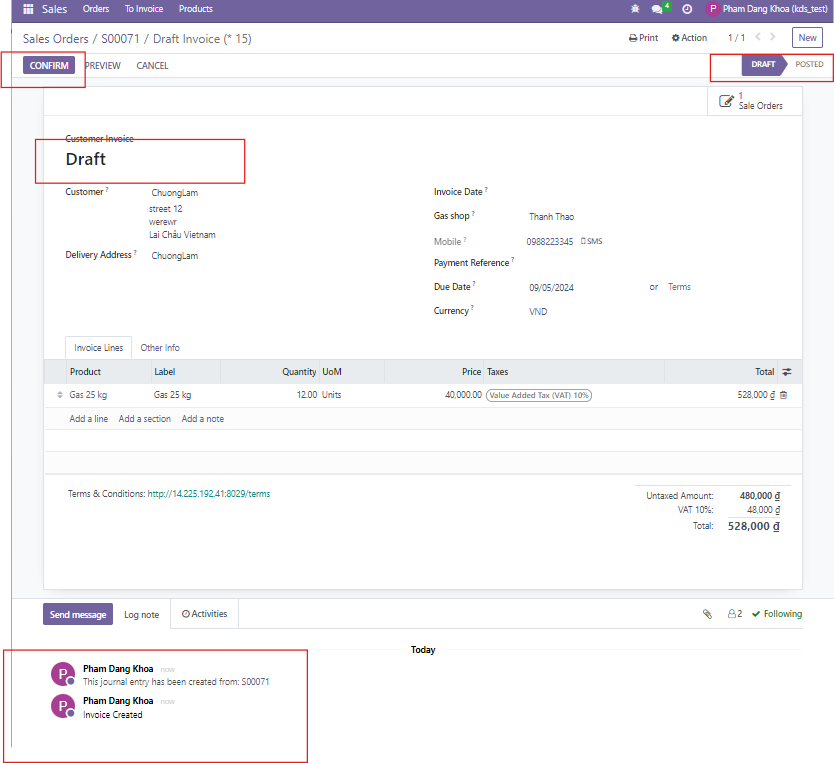 Sales Orders To Invoice Products 4 P Pham Dang Khoa (kds_test)
Sales Orders / S00071 / Draft Invoice (* 15) Print Action 1 / 1 New
CONFIRM PREVIEW CANCEL DRAFT POSTED
1
Sale Orders
Customer Invoice
Draft
Customer ? ChuongLam Invoice Date ?
street 12
werewr
Lai Châu Vietnam
Gas shop ? Thanh Thao
Mobile ? 0988223345 SMS
Delivery Address ? ChuongLam
Payment Reference ?
Due Date ? 09/05/2024 or Terms
Currency ? VND
Invoice Lines Other Info
Product Label Quantity UoM Price Taxes Total
Gas 25 kg Gas 25 kg 12.00 Units 40,000.00 Value Added Tax (VAT) 10% 528,000 ₫
Add a line Add a section Add a note
Terms & Conditions: http://14.225.192.41:8029/terms
Untaxed Amount: 480,000 ₫
VAT 10%: 48,000 ₫
Total: 528,000 ₫
Send message Log note Activities 2 Following
Today
P Pham Dang Khoa - now
This journal entry has been created from: S00071
P Pham Dang Khoa - now
Invoice Created